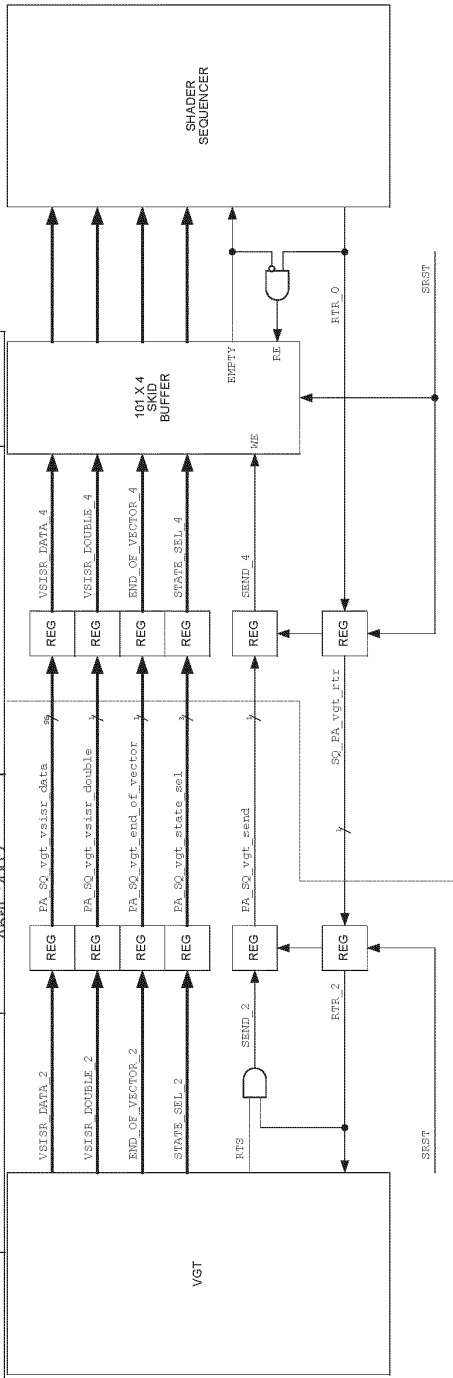 SHADER
SEQUENCER
101 X 4
SKID
BUFFER
EMPTY
RE
WE
RTR_0
SRST
VSISR_DATA_4
VSISR_DOUBLE_4
END_OF_VECTOR_4
STATE_SEL_4
SEND_4
REG
REG
REG
REG
REG
REG
PA_SQ_vgt_vsisr_data
PA_SQ_vgt_vsisr_double
PA_SQ_vgt_end_of_vector
PA_SQ_vgt_state_sel
PA_SQ_vgt_send
SQ_PA_vgt_rtr
REG
REG
REG
REG
REG
REG
VSISR_DATA_2
VSISR_DOUBLE_2
END_OF_VECTOR_2
STATE_SEL_2
SEND_2
RTS
RTR_2
SRST
VGT